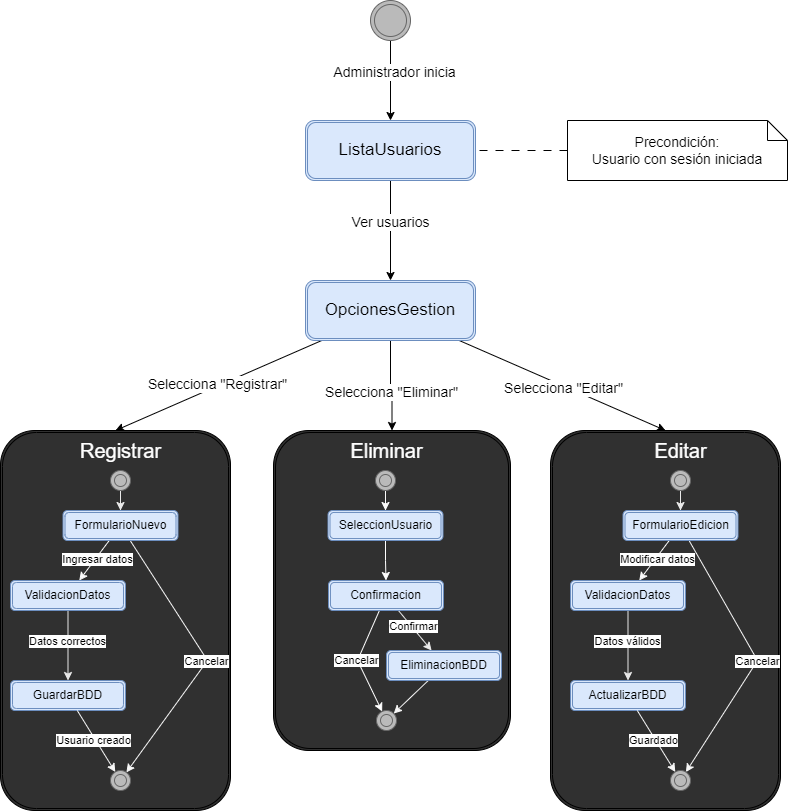 Administrador inicia
ListaUsuarios
Precondición:
Usuario con sesión iniciada
Ver usuarios
OpcionesGestion
Selecciona "Registrar"
Selecciona "Eliminar"
Selecciona "Editar"
Registrar
FormularioNuevo
Ingresar datos
ValidacionDatos
Datos correctos
Cancelar
GuardarBDD
Usuario creado
Eliminar
SeleccionUsuario
Confirmacion
Confirmar
Cancelar
EliminacionBDD
Editar
FormularioEdicion
Modificar datos
ValidacionDatos
Datos válidos
Cancelar
ActualizarBDD
Guardado